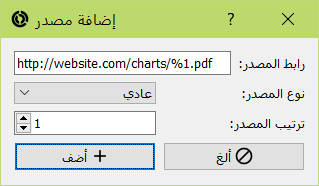 إضافة مصدر ?
رابط المصدر: http://website.com/charts/%1.pdf
نوع المصدر: عادي
ترتيب المصدر: 1
ألغ أضف